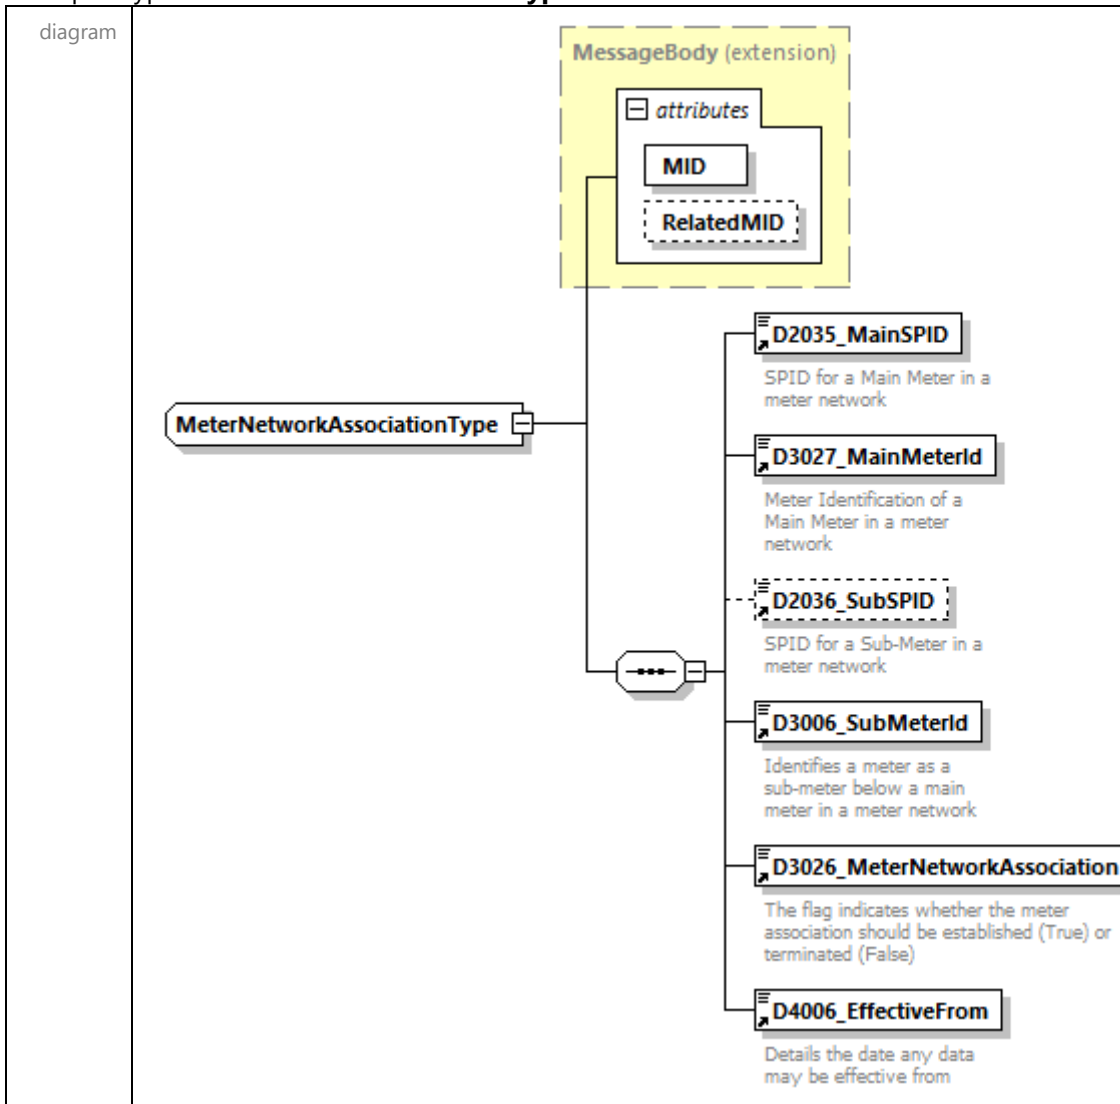 diagram
MessageBody (extension)
attributes
MID
RelatedMID
MeterNetworkAssociationType
D2035_MainSPID
SPID for a Main Meter in a
meter network
D3027_MainMeterId
Meter Identification of a
Main Meter in a meter
network
D2036_SubSPID
SPID for a Sub-Meter in a
meter network
D3006_SubMeterId
Identifies a meter as a
sub-meter below a main
meter in a meter network
D3026_MeterNetworkAssociation
The flag indicates whether the meter
association should be established (True) or
terminated (False)
D4006_EffectiveFrom
Details the date any data
may be effective from